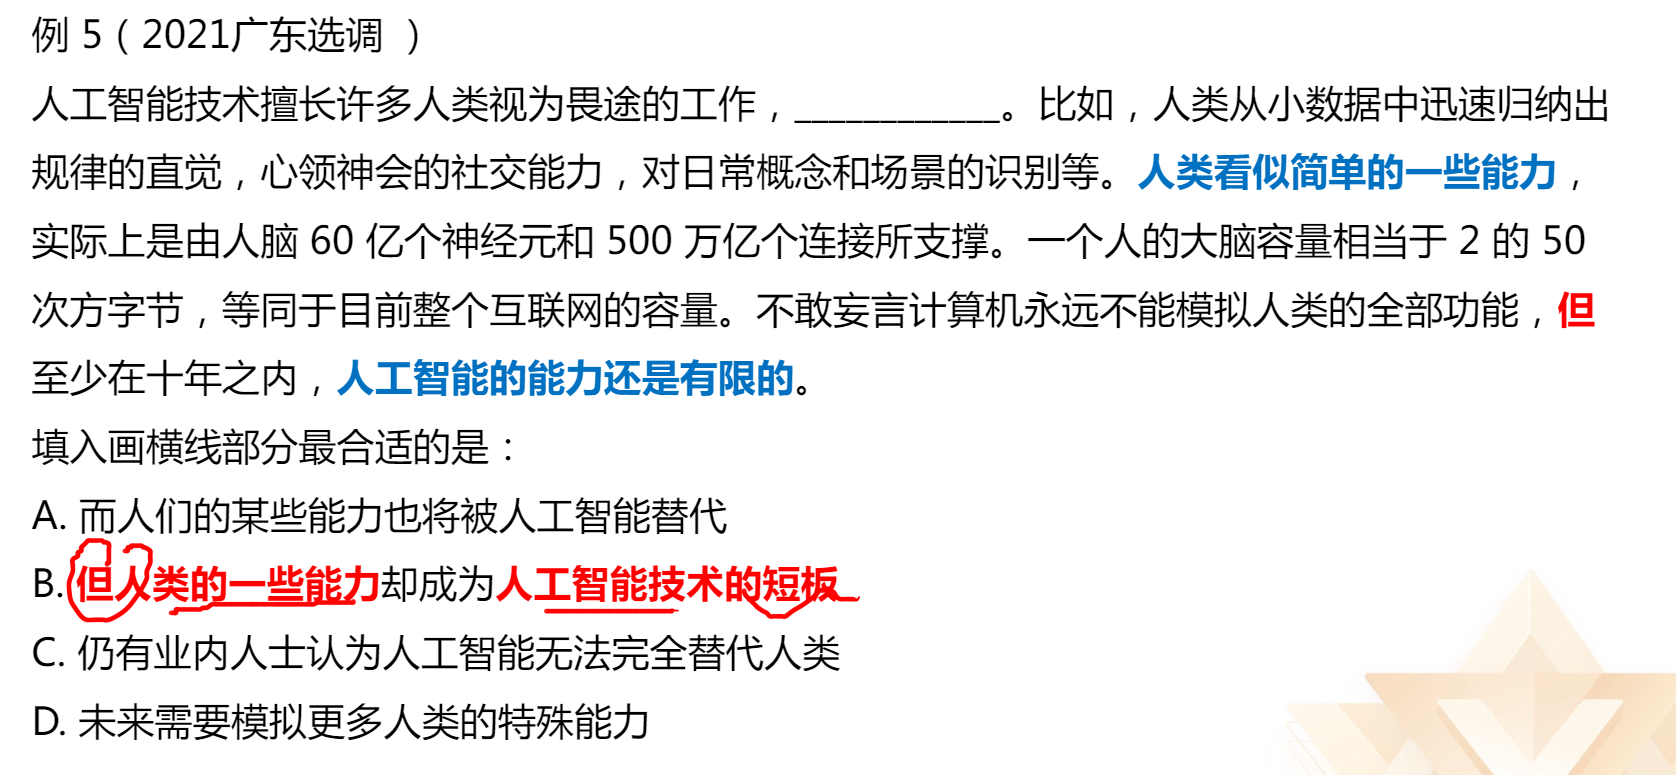 例 5（2021广东选调 ）
人工智能技术擅长许多人类视为畏途的工作，____________。比如，人类从小数据中迅速归纳出
规律的直觉，心领神会的社交能力，对日常概念和场景的识别等。人类看似简单的一些能力，
实际上是由人脑 60 亿个神经元和 500 万亿个连接所支撑。一个人的大脑容量相当于 2 的 50
次方字节，等同于目前整个互联网的容量。不敢妄言计算机永远不能模拟人类的全部功能，但
至少在十年之内，人工智能的能力还是有限的。
填入画横线部分最合适的是：
A. 而人们的某些能力也将被人工智能替代
B. 但人类的一些能力却成为人工智能技术的短板
C. 仍有业内人士认为人工智能无法完全替代人类
D. 未来需要模拟更多人类的特殊能力